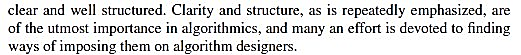 clear and well structured. Clarity and structure, as is repeatedly emphasized, are
of the utmost importance in algorithmics, and many an effort is devoted to finding
ways of imposing them on algorithm designers.